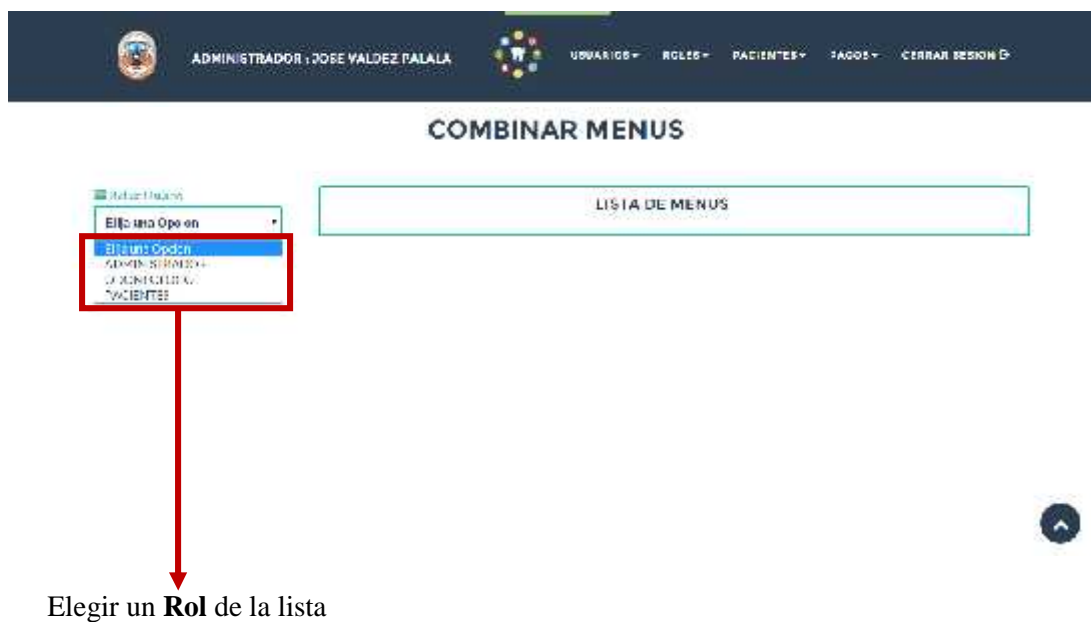 ADMINISTRADOR : JOSE VALDEZ PALALA USUARIOS ROLES PACIENTES PAGOS CERRAR SESION
COMBINAR MENUS
LISTA DE MENUS
Elija una Opcion
Elija una Opcion
ADMINISTRADOR
ODONTOLOGO
PACIENTES
Elegir un Rol de la lista